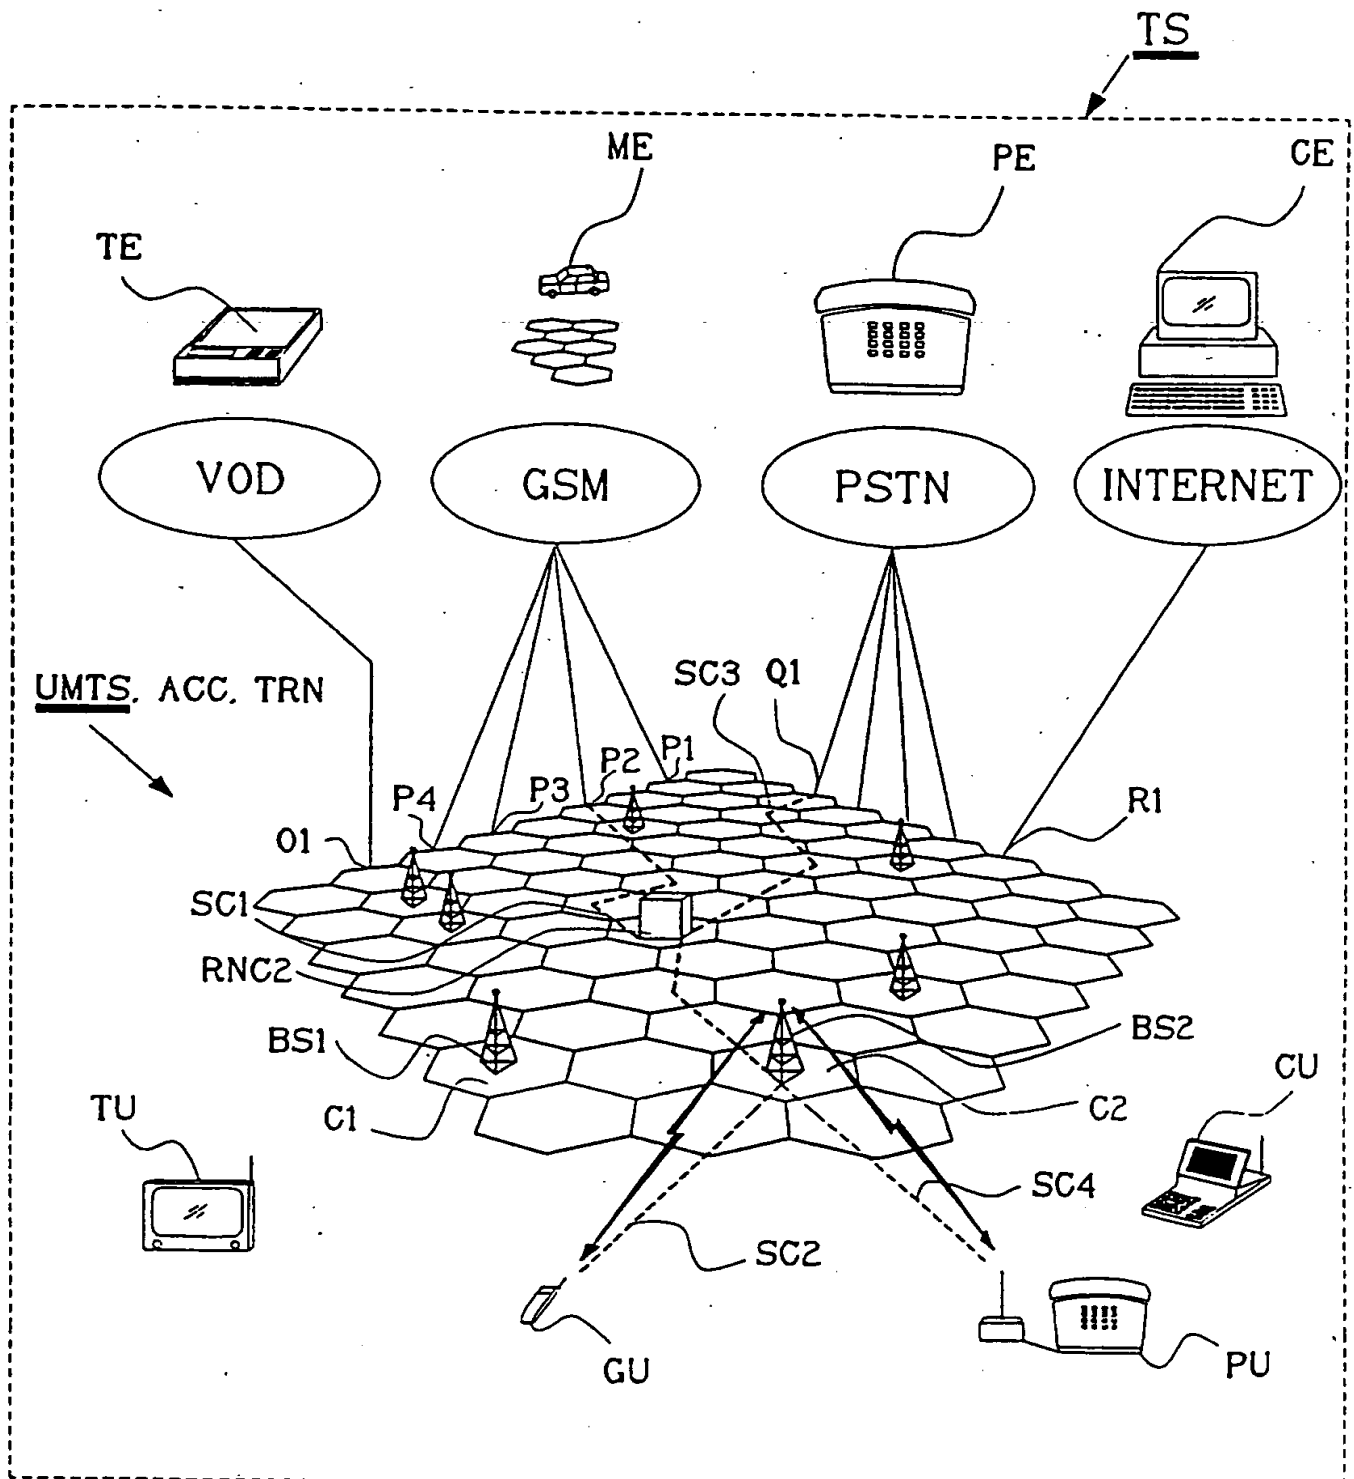 TS
ME
PE
CE
TE
VOD
GSM
PSTN
INTERNET
SC3 Q1
UMTS, ACC, TRN
P1
P2
P3
P4
R1
O1
SC1
RNC2
BS1
BS2
CU
TU
C1
C2
SC4
SC2
GU
PU